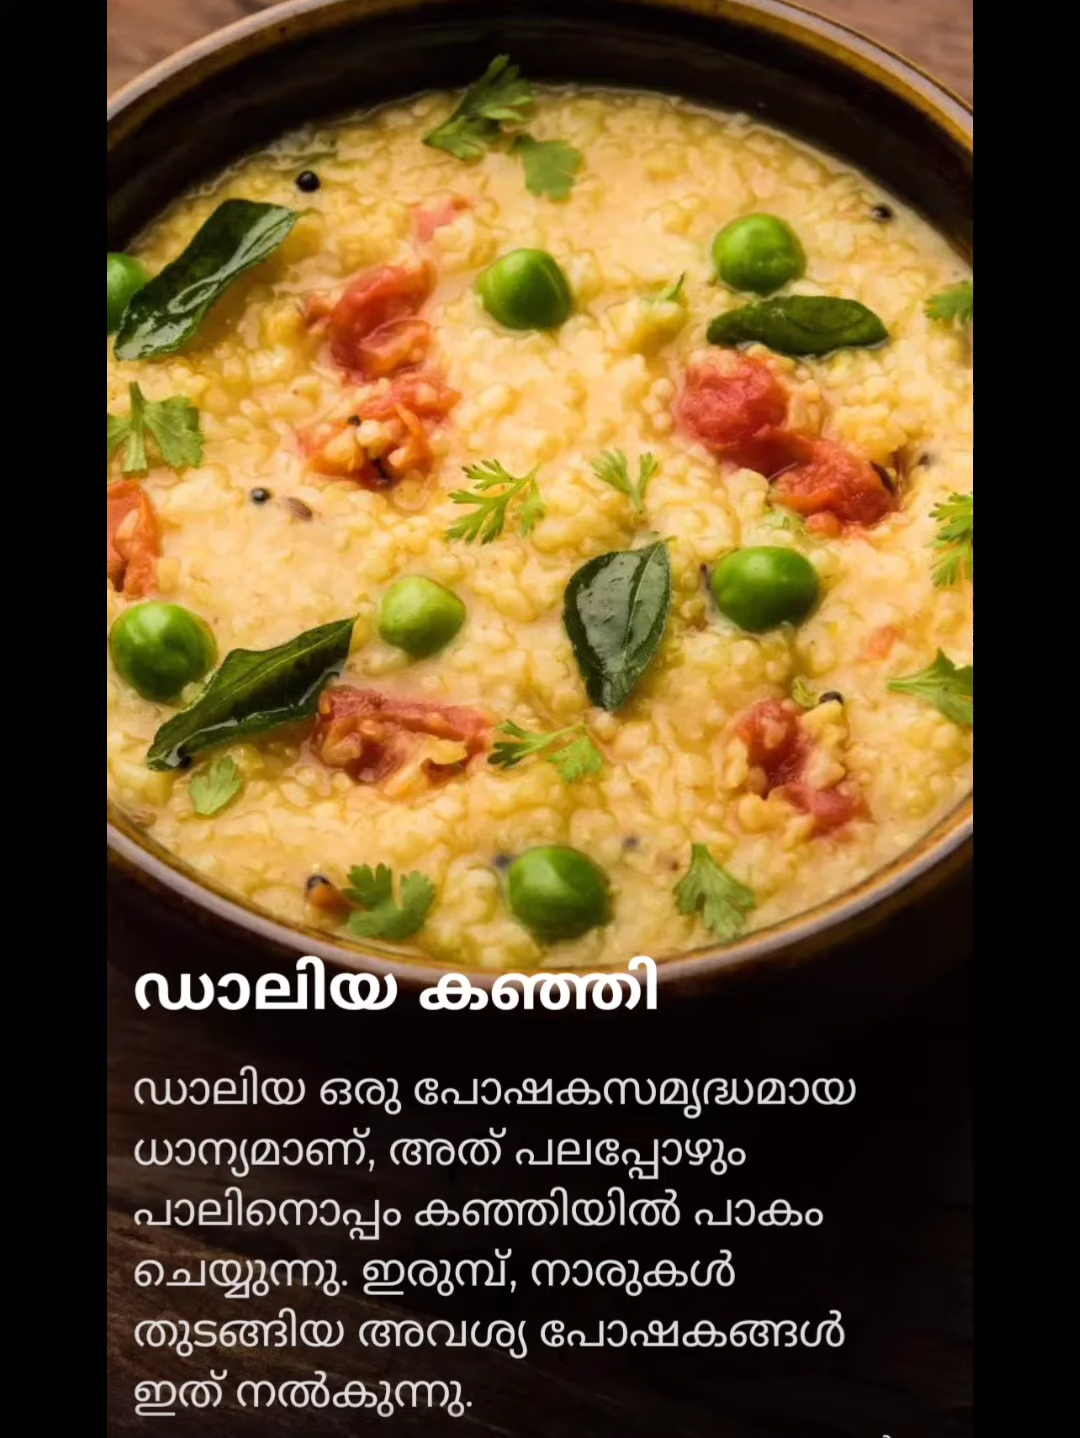 ഡാലിയ കഞ്ഞി
ഡാലിയ ഒരു പോഷകസമൃദ്ധമായ
ധാന്യമാണ്, അത് പലപ്പോഴും
പാലിനൊപ്പം കഞ്ഞിയിൽ പാകം
ചെയ്യുന്നു. ഇരുമ്പ്, നാരുകൾ
തുടങ്ങിയ അവശ്യ പോഷകങ്ങൾ
ഇത് നൽകുന്നു.